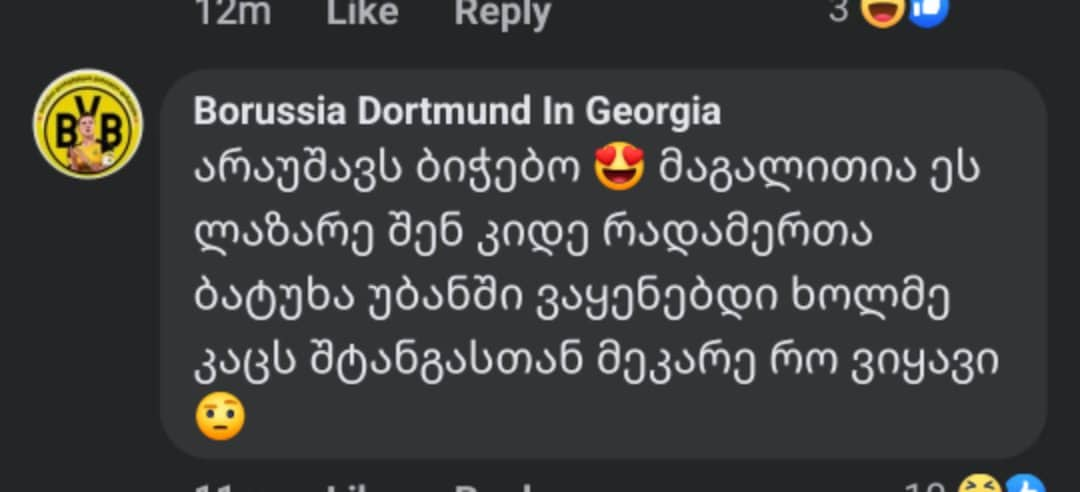 12m Like Reply 3
Borussia Dortmund In Georgia
არაუშავს ბიჭებო 😍 მაგალითია ეს
ლაზარე შენ კიდე რადამერთა
ბატუხა უბანში ვაყენებდი ხოლმე
კაცს შტანგასთან მეკარე რო ვიყავი
🤨